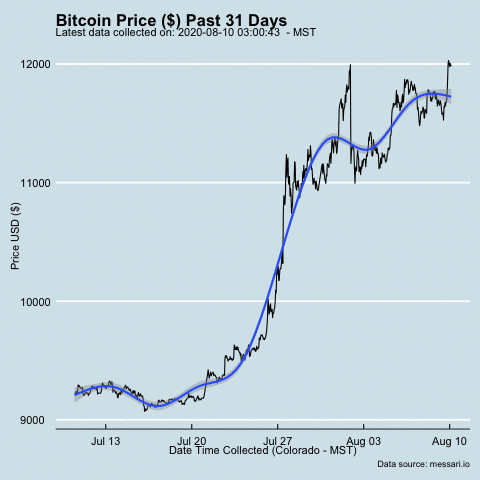 Bitcoin Price ($) Past 31 Days
Latest data collected on: 2020-08-10 03:00:43 - MST
12000
11000
10000
9000
Price USD ($)
Jul 13 Jul 20 Jul 27 Aug 03 Aug 10
Date Time Collected (Colorado - MST)
Data source: messari.io